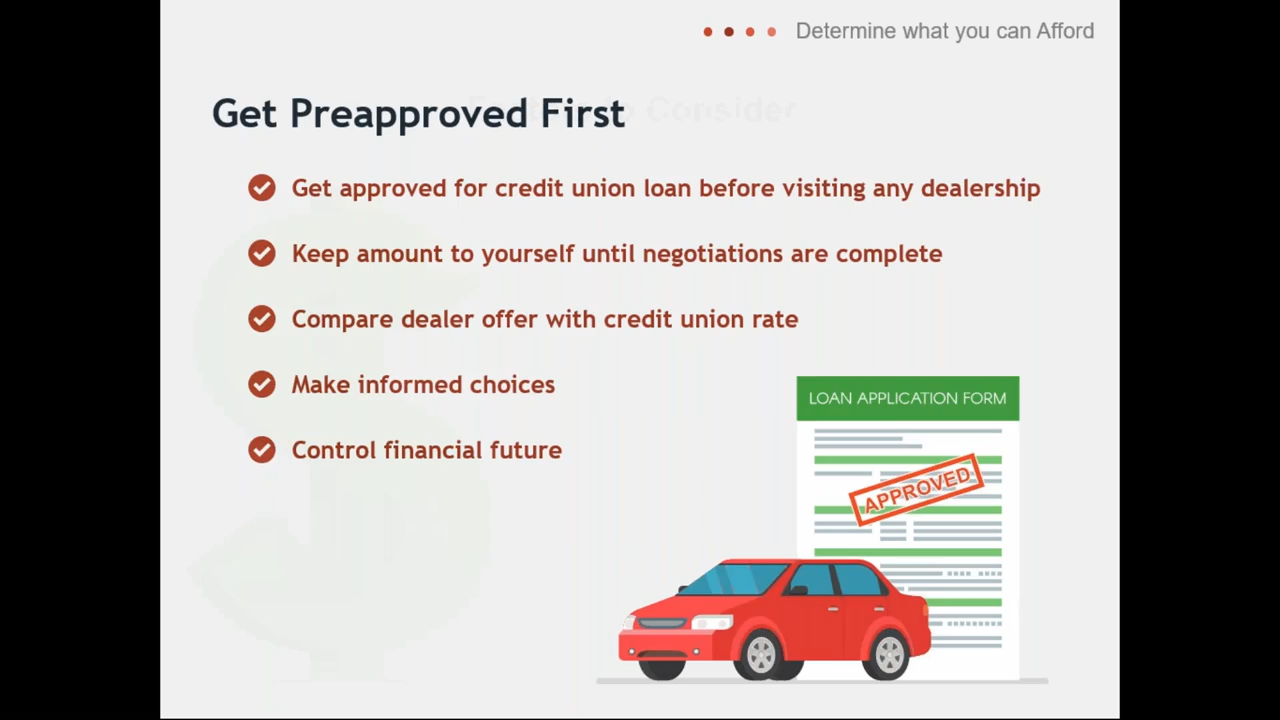 Determine what you can Afford
Get Preapproved First
Consider
Get approved for credit union loan before visiting any dealership
Keep amount to yourself until negotiations are complete
Compare dealer offer with credit union rate
Make informed choices
Control financial future
LOAN APPLICATION FORM
APPROVED